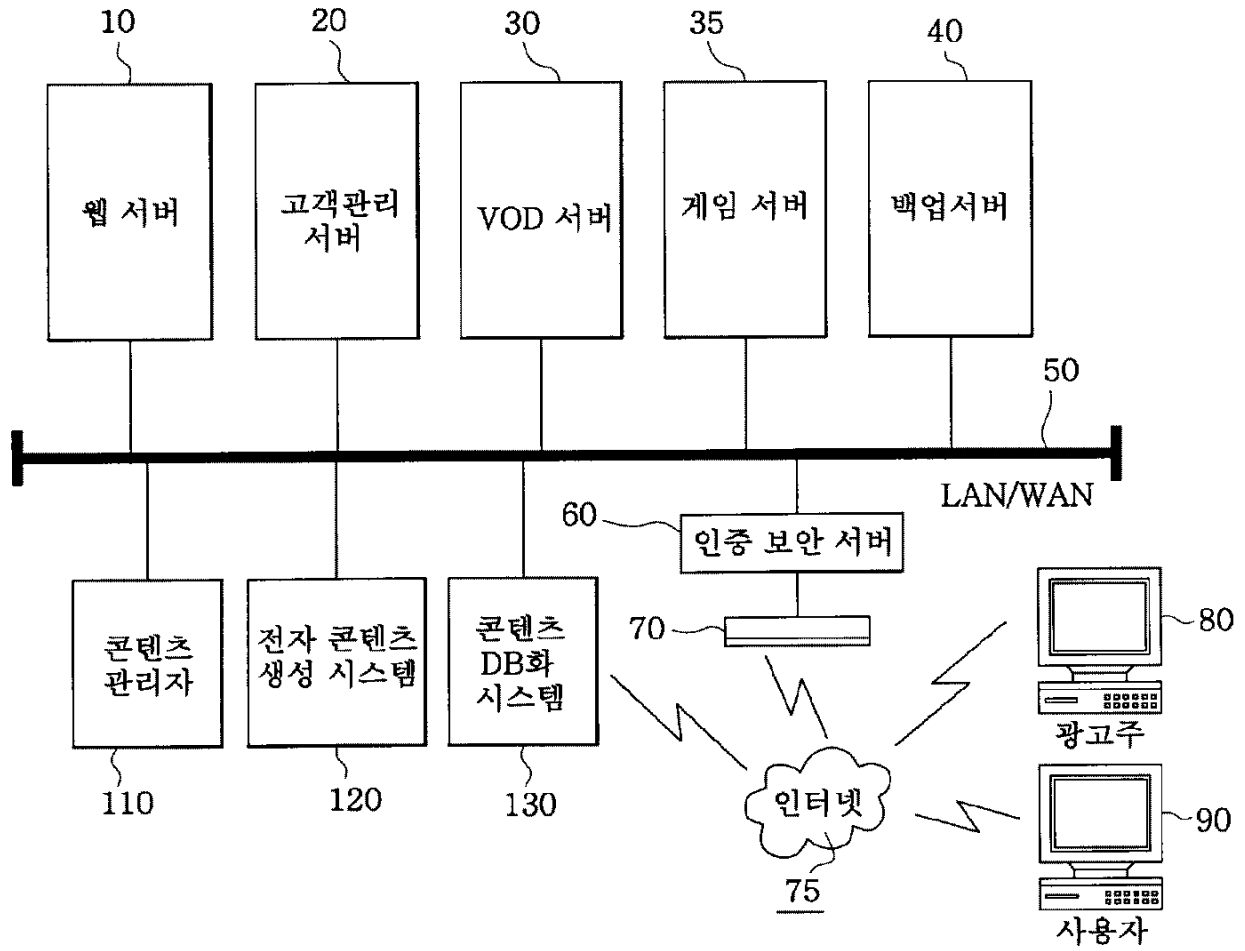 10
20
30
35
40
웹 서버
고객관리
서버
VOD 서버
게임 서버
백업서버
50
LAN/WAN
60
인증 보안 서버
70
80
콘텐츠
관리자
전자 콘텐츠
생성 시스템
콘텐츠
DB화
시스템
광고주
110
120
130
인터넷
75
90
사용자